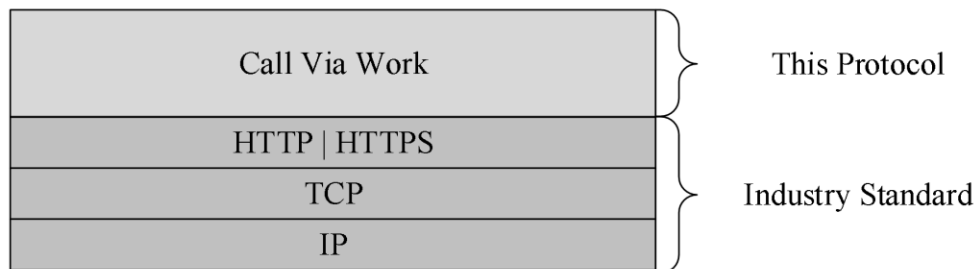 Call Via Work
This Protocol
HTTP | HTTPS
TCP
Industry Standard
IP